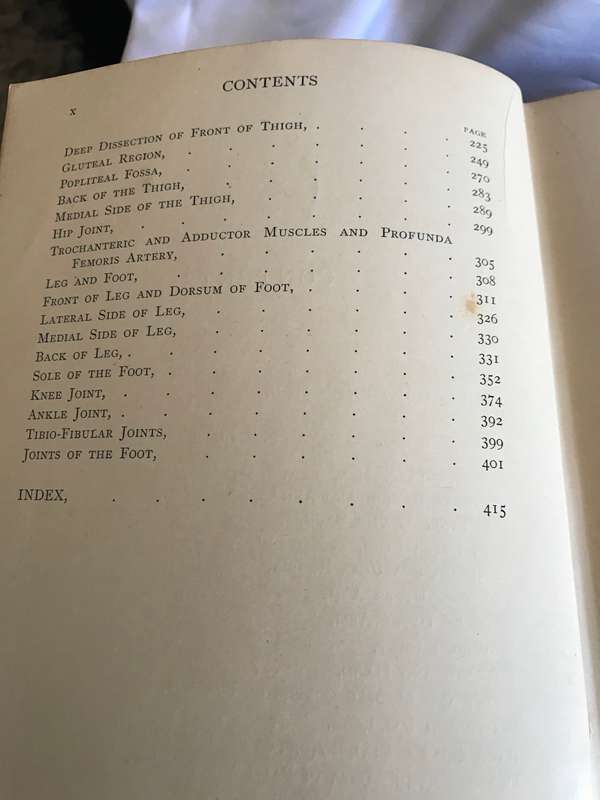 CONTENTS
x
PAGE
Deep Dissection of Front of Thigh, . . . . 225
Gluteal Region, . . . . . . 249
Popliteal Fossa, . . . . . . 270
Back of the Thigh, . . . . . 283
Medial Side of the Thigh, . . . . 289
Hip Joint, . . . . . . 299
Trochanteric and Adductor Muscles and Profunda
Femoris Artery, . . . . . 305
Leg and Foot, . . . . . . 308
Front of Leg and Dorsum of Foot, . . . . 311
Lateral Side of Leg, . . . . . 326
Medial Side of Leg, . . . . . 330
Back of Leg, . . . . . . 331
Sole of the Foot, . . . . . . 352
Knee Joint, . . . . . . 374
Ankle Joint, . . . . . . 392
Tibio-Fibular Joints, . . . . . 399
Joints of the Foot, . . . . . 401
INDEX, . . . . . . . . 415